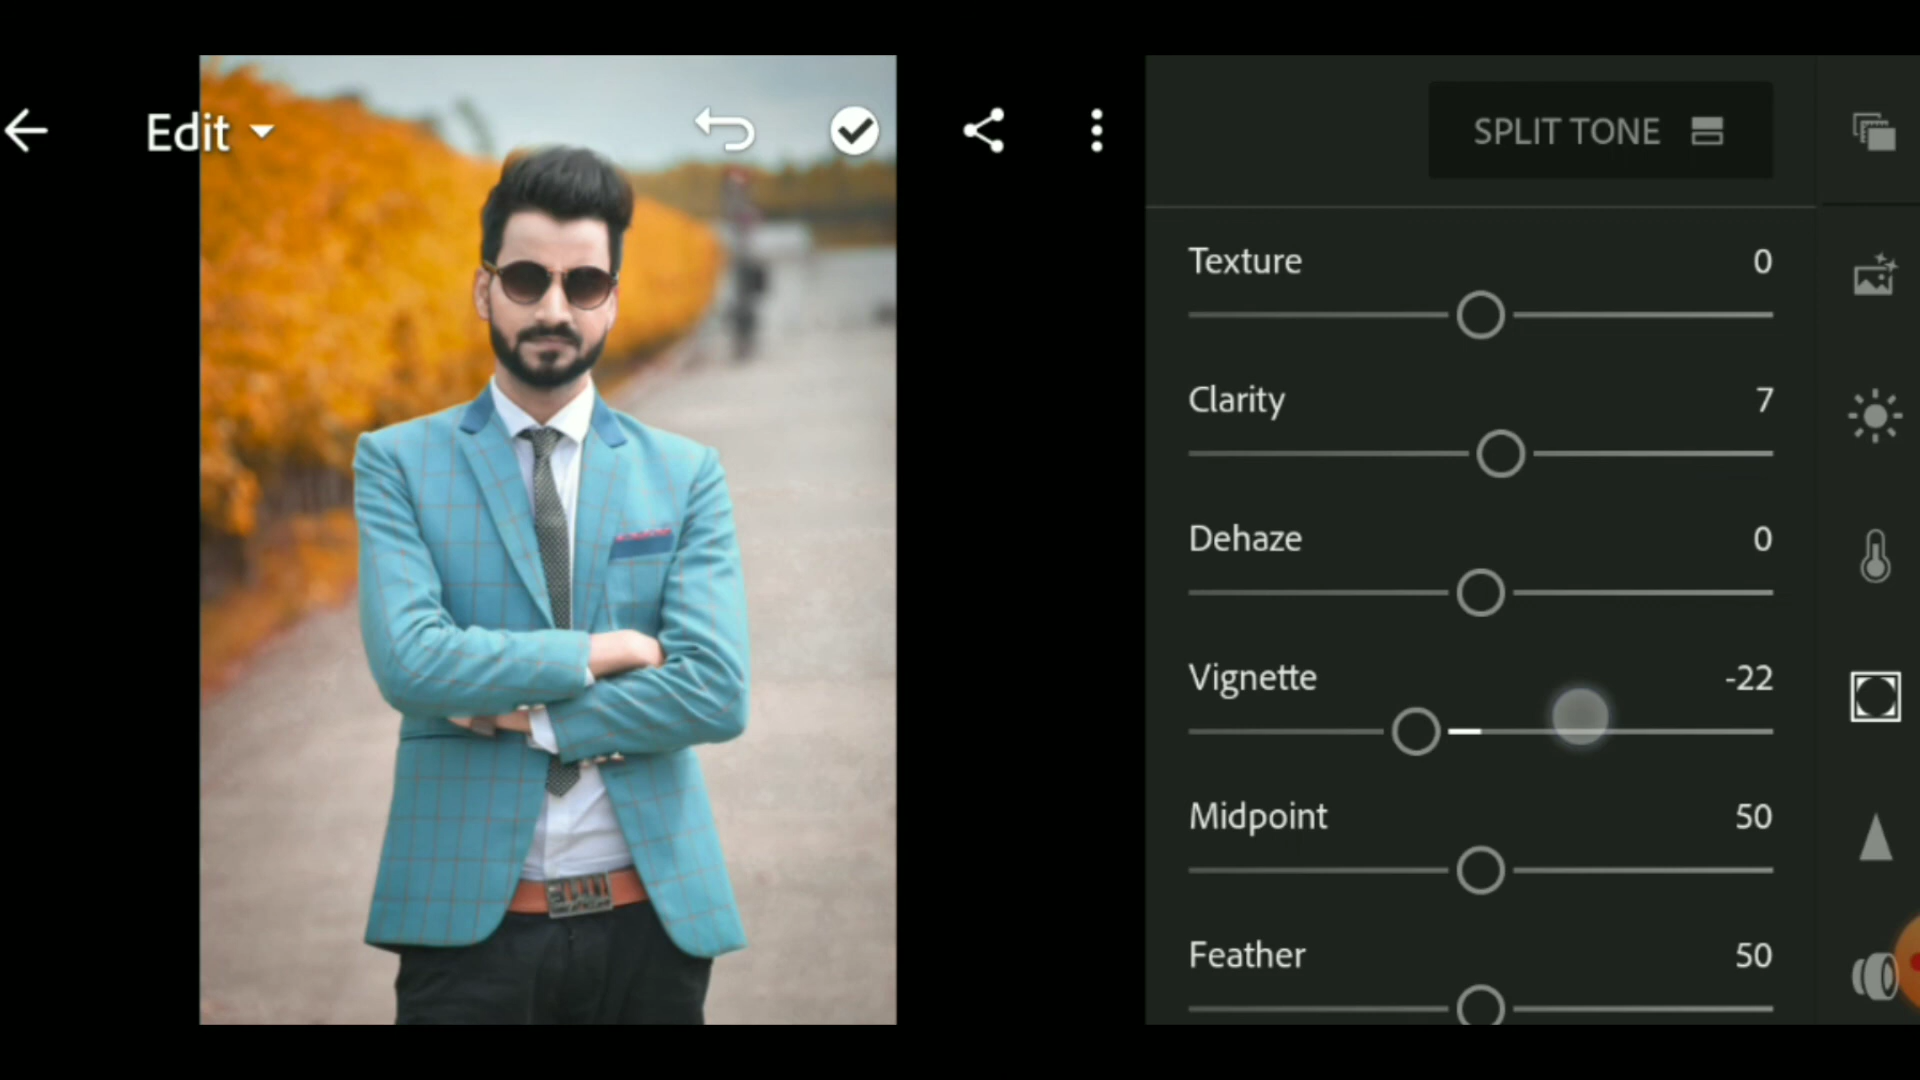 Edit
SPLIT TONE
Texture 0
Clarity 7
Dehaze 0
Vignette -22
Midpoint 50
Feather 50